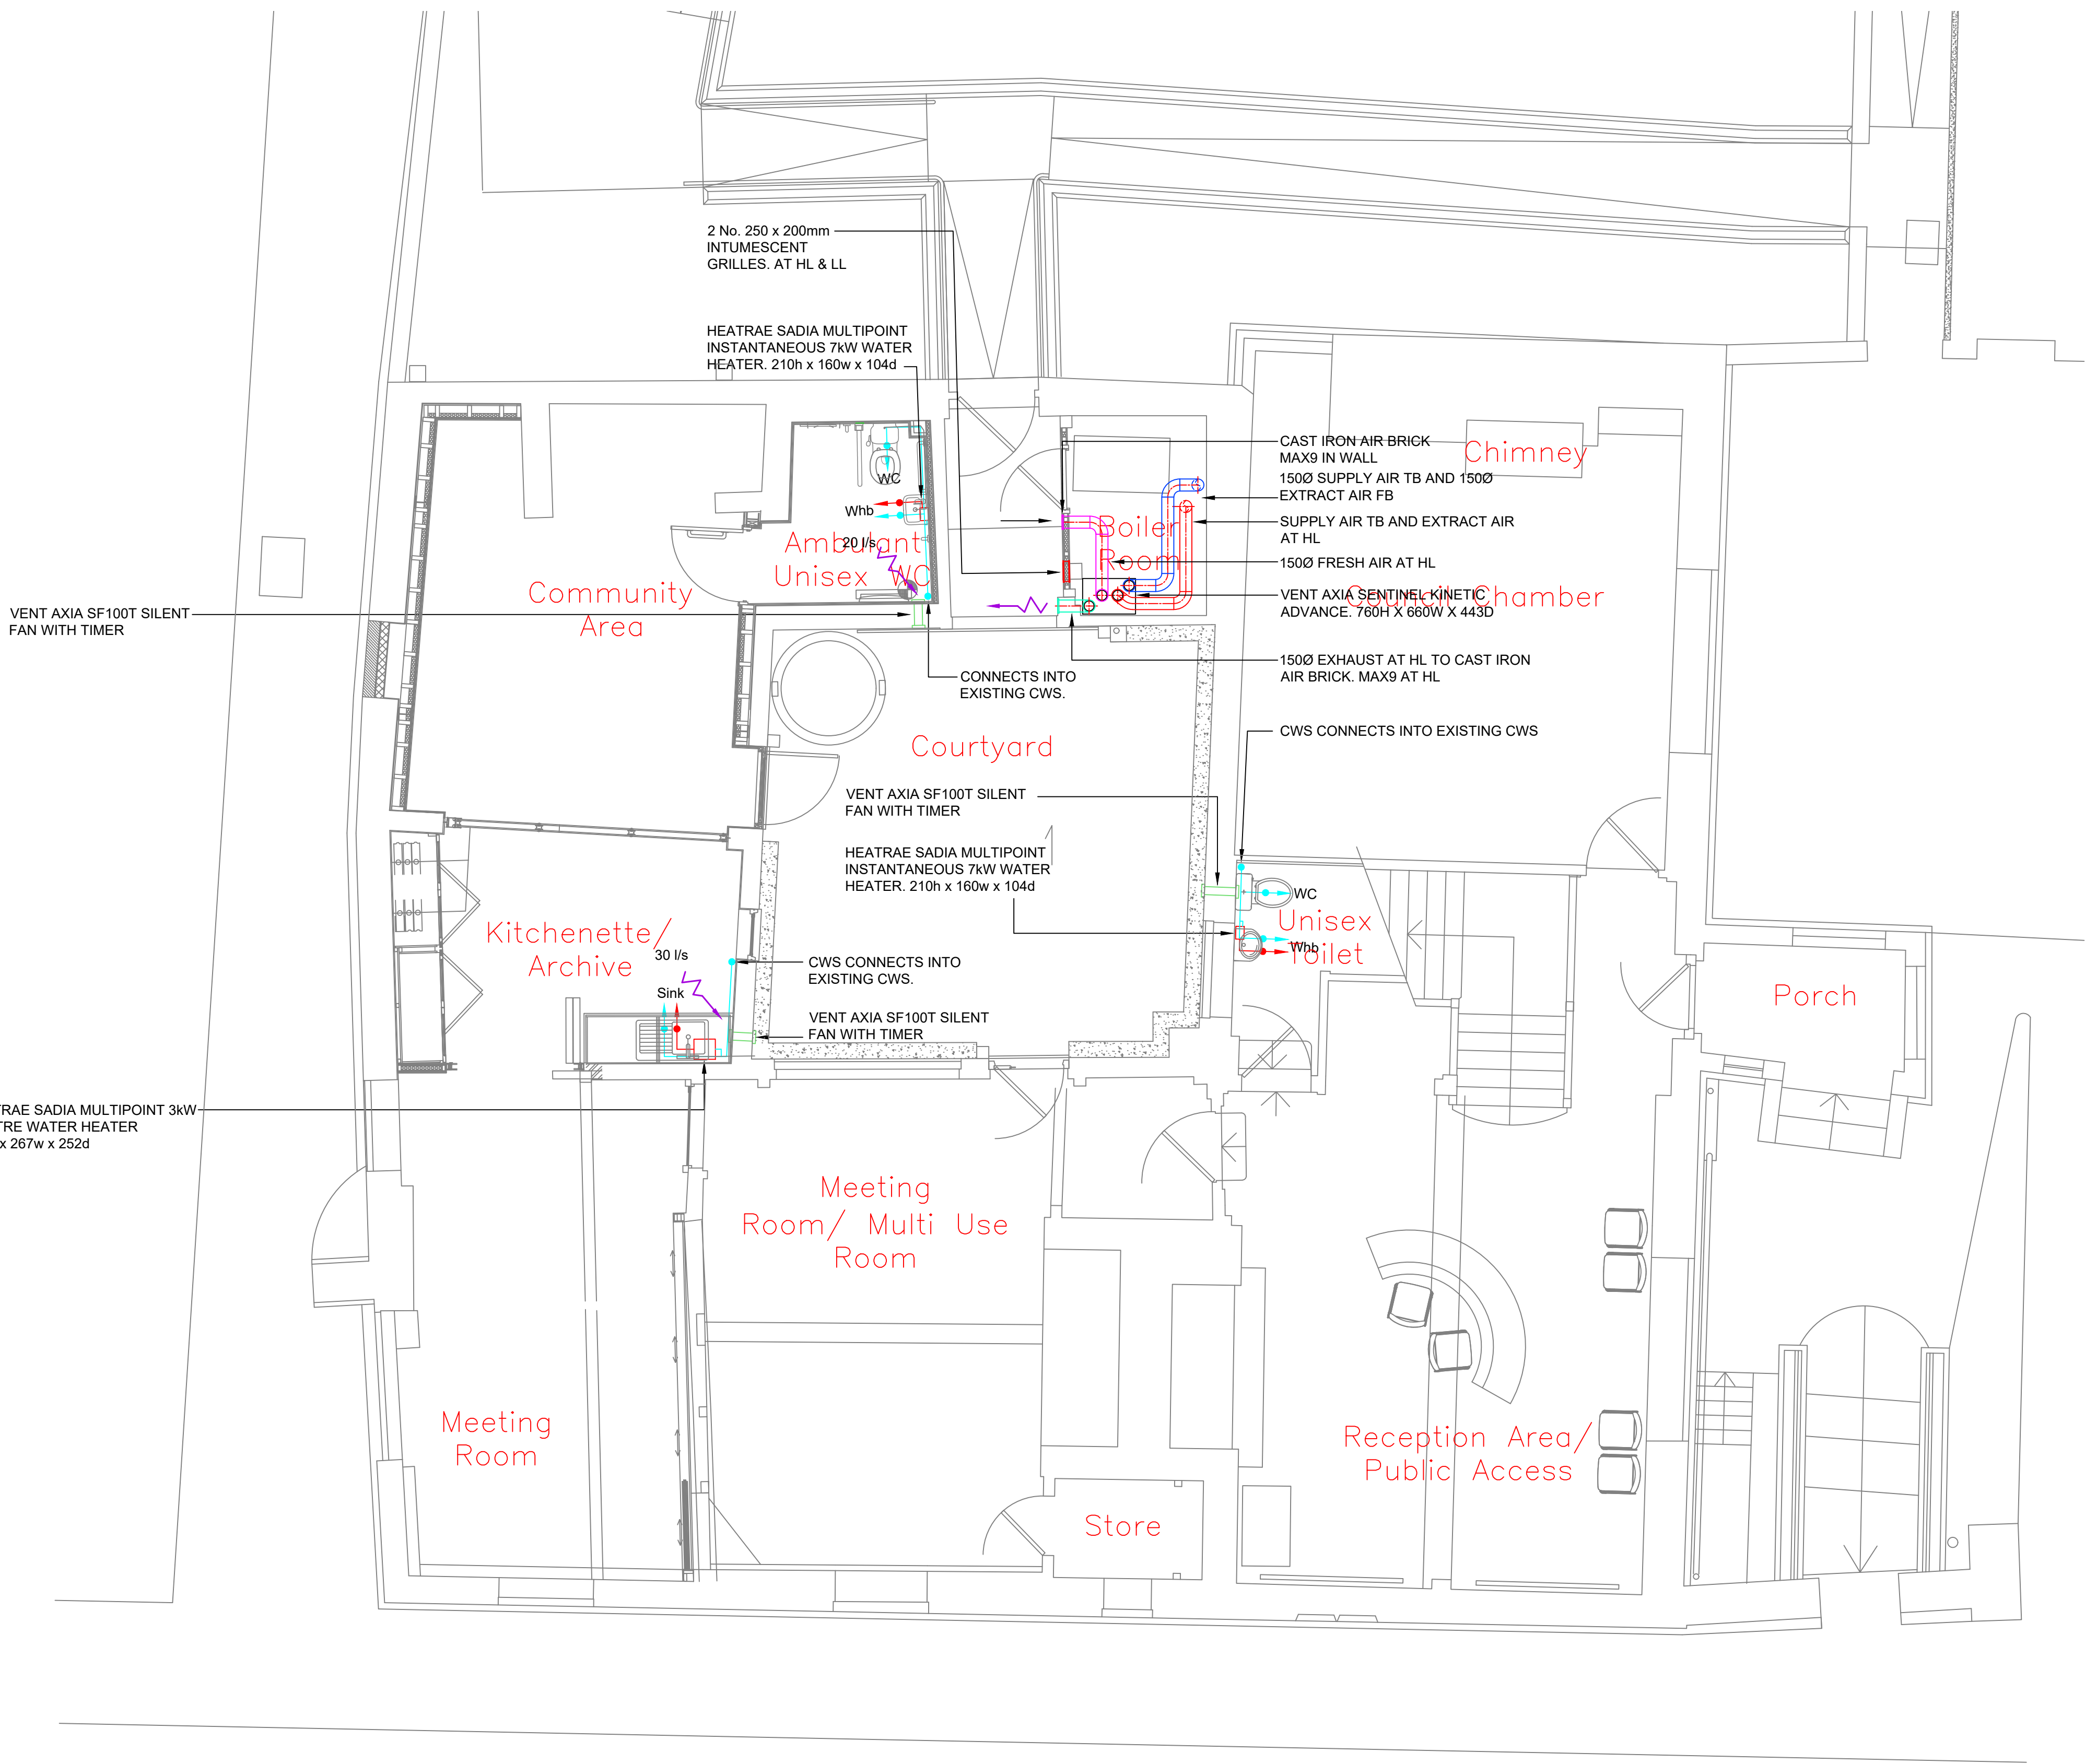 2 No. 250 x 200mm
INTUMESCENT
GRILLES. AT HL & LL
HEATRAE SADIA MULTIPOINT
INSTANTANEOUS 7kW WATER
HEATER. 210h x 160w x 104d
CAST IRON AIR BRICK
MAX9 IN WALL
Chimney
150Ø SUPPLY AIR TB AND 150Ø
EXTRACT AIR FB
SUPPLY AIR TB AND EXTRACT AIR
AT HL
150Ø FRESH AIR AT HL
VENT AXIA SENTINEL KINETIC
ADVANCE. 760H X 660W X 443D
Council Chamber
150Ø EXHAUST AT HL TO CAST IRON
AIR BRICK. MAX9 AT HL
Boiler
Room
WC
Whb
20 l/s
Ambulant
Unisex WC
Community
Area
VENT AXIA SF100T SILENT
FAN WITH TIMER
CONNECTS INTO
EXISTING CWS.
CWS CONNECTS INTO EXISTING CWS
Courtyard
VENT AXIA SF100T SILENT
FAN WITH TIMER
HEATRAE SADIA MULTIPOINT
INSTANTANEOUS 7kW WATER
HEATER. 210h x 160w x 104d
WC
Unisex
Toilet
Whb
Kitchenette/
Archive
30 l/s
Sink
CWS CONNECTS INTO
EXISTING CWS.
VENT AXIA SF100T SILENT
FAN WITH TIMER
Porch
TRAE SADIA MULTIPOINT 3kW
TRE WATER HEATER
x 267w x 252d
Meeting
Room/ Multi Use
Room
Meeting
Room
Reception Area/
Public Access
Store